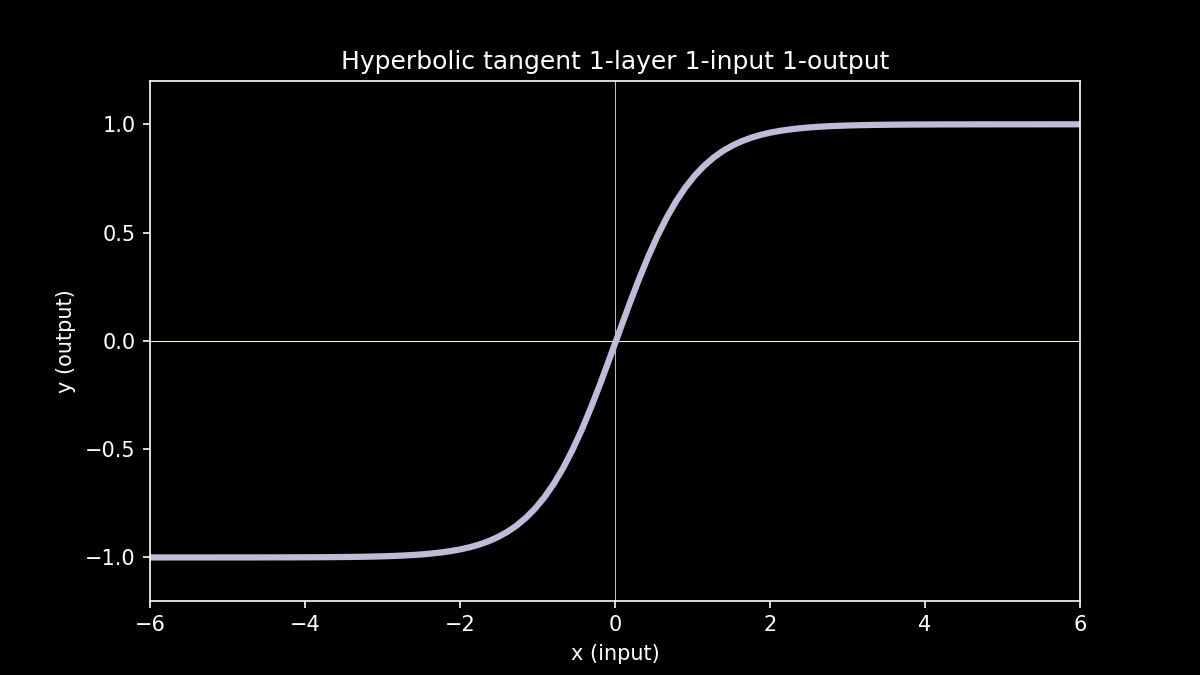 Hyperbolic tangent 1-layer 1-input 1-output
1.0
0.5
0.0
−0.5
−1.0
y (output)
−6 −4 −2 0 2 4 6
x (input)